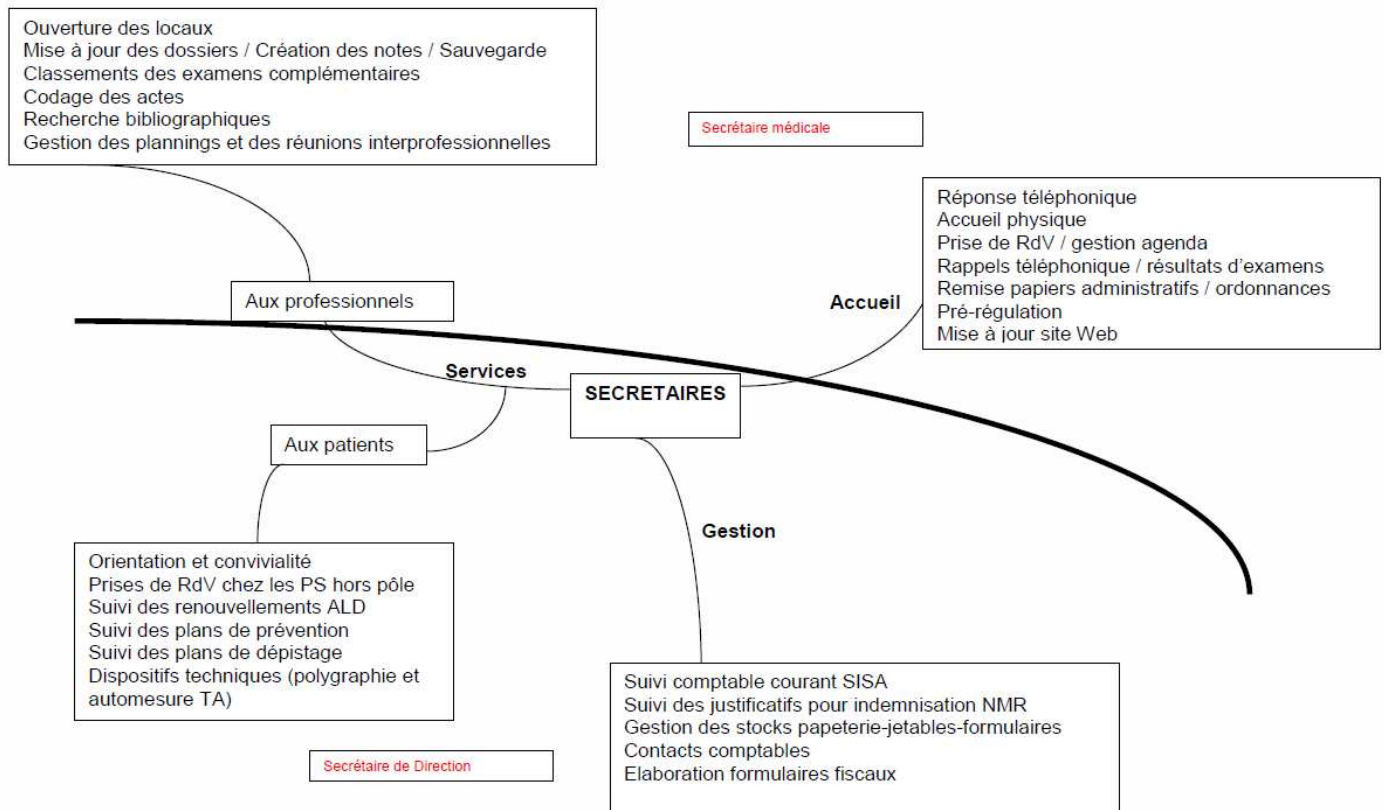 Ouverture des locaux
Mise à jour des dossiers / Création des notes / Sauvegarde
Classements des examens complémentaires
Codage des actes
Recherche bibliographiques
Gestion des plannings et des réunions interprofessionnelles
Secrétaire médicale
Réponse téléphonique
Accueil physique
Prise de RdV / gestion agenda
Rappels téléphonique / résultats d'examens
Remise papiers administratifs / ordonnances
Pré-régulation
Mise à jour site Web
Aux professionnels
Accueil
Services
SECRETAIRES
Aux patients
Gestion
Orientation et convivialité
Prises de RdV chez les PS hors pôle
Suivi des renouvellements ALD
Suivi des plans de prévention
Suivi des plans de dépistage
Dispositifs techniques (polygraphie et
automesure TA)
Suivi comptable courant SISA
Suivi des justificatifs pour indemnisation NMR
Gestion des stocks papeterie-jetables-formulaires
Contacts comptables
Elaboration formulaires fiscaux
Secrétaire de Direction